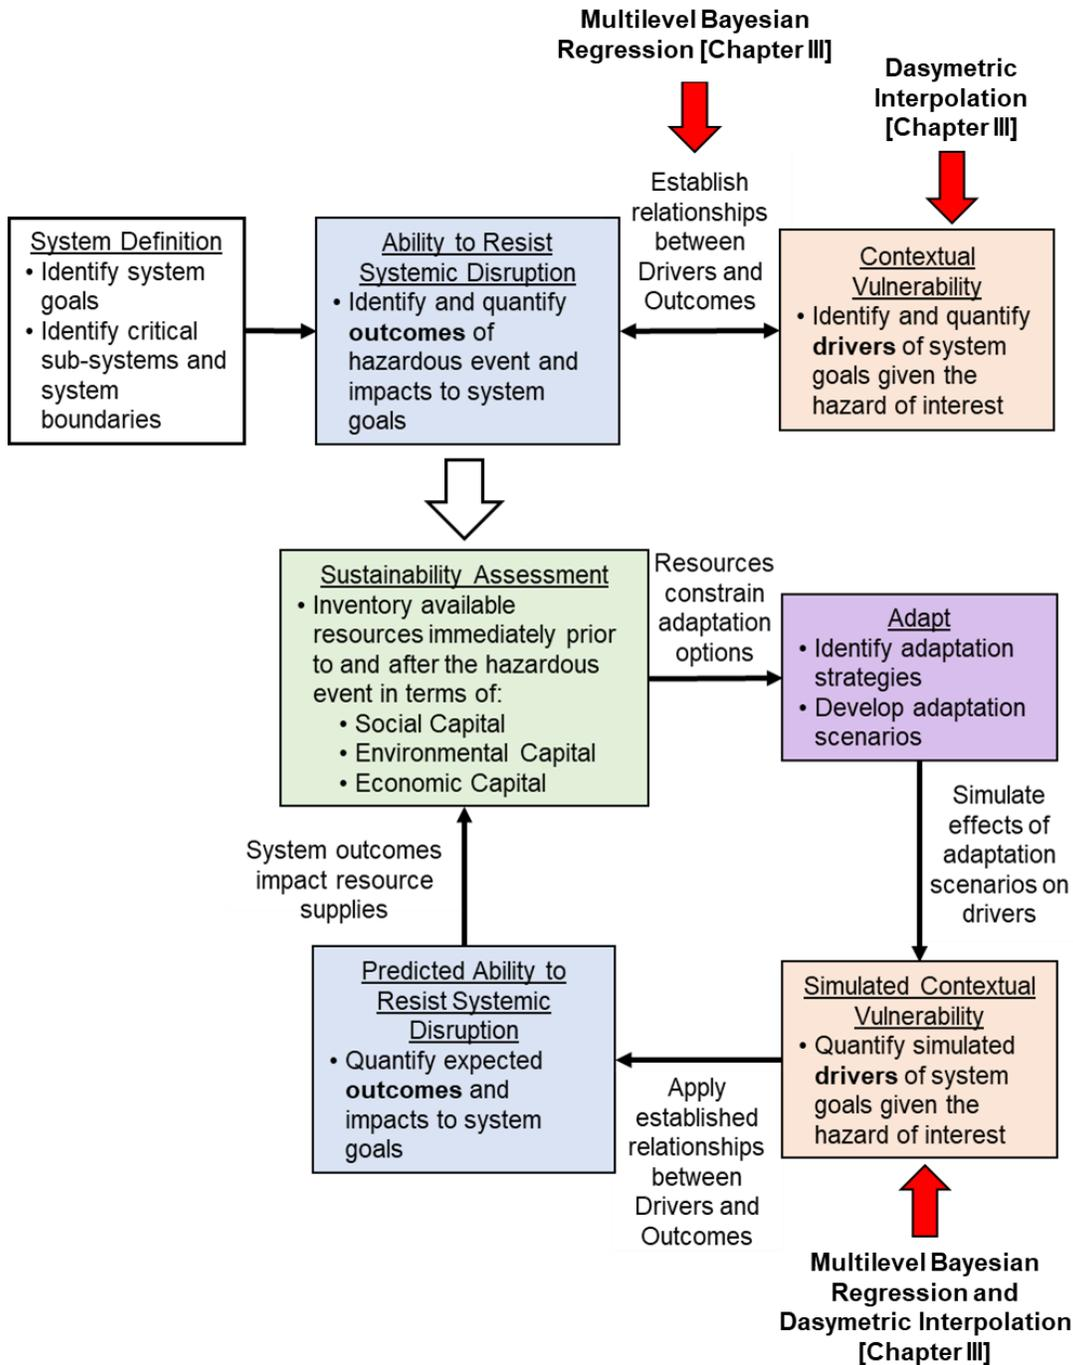 Multilevel Bayesian
Regression [Chapter III]
Dasymetric
Interpolation
[Chapter III]
Establish
relationships
between
Drivers and
Outcomes
System Definition
• Identify system
goals
• Identify critical
sub-systems and
system
boundaries
Ability to Resist
Systemic Disruption
• Identify and quantify
outcomes of
hazardous event and
impacts to system
goals
Contextual
Vulnerability
• Identify and quantify
drivers of system
goals given the
hazard of interest
Sustainability Assessment
• Inventory available
resources immediately prior
to and after the hazardous
event in terms of:
• Social Capital
• Environmental Capital
• Economic Capital
Resources
constrain
adaptation
options
Adapt
• Identify adaptation
strategies
• Develop adaptation
scenarios
Simulate
effects of
adaptation
scenarios on
drivers
System outcomes
impact resource
supplies
Predicted Ability to
Resist Systemic
Disruption
• Quantify expected
outcomes and
impacts to system
goals
Apply
established
relationships
between
Drivers and
Outcomes
Simulated Contextual
Vulnerability
• Quantify simulated
drivers of system
goals given the
hazard of interest
Multilevel Bayesian
Regression and
Dasymetric Interpolation
[Chapter III]